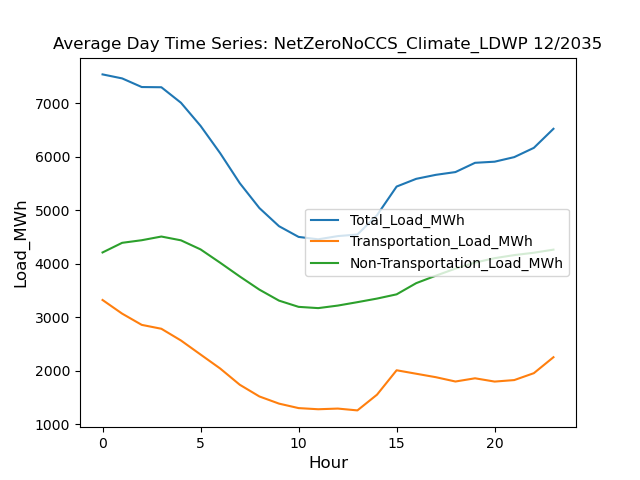 Average Day Time Series: NetZeroNoCCS_Climate_LDWP 12/2035
Load_MWh
7000
6000
5000
4000
3000
2000
1000
Total_Load_MWh
Transportation_Load_MWh
Non-Transportation_Load_MWh
0 5 10 15 20
Hour